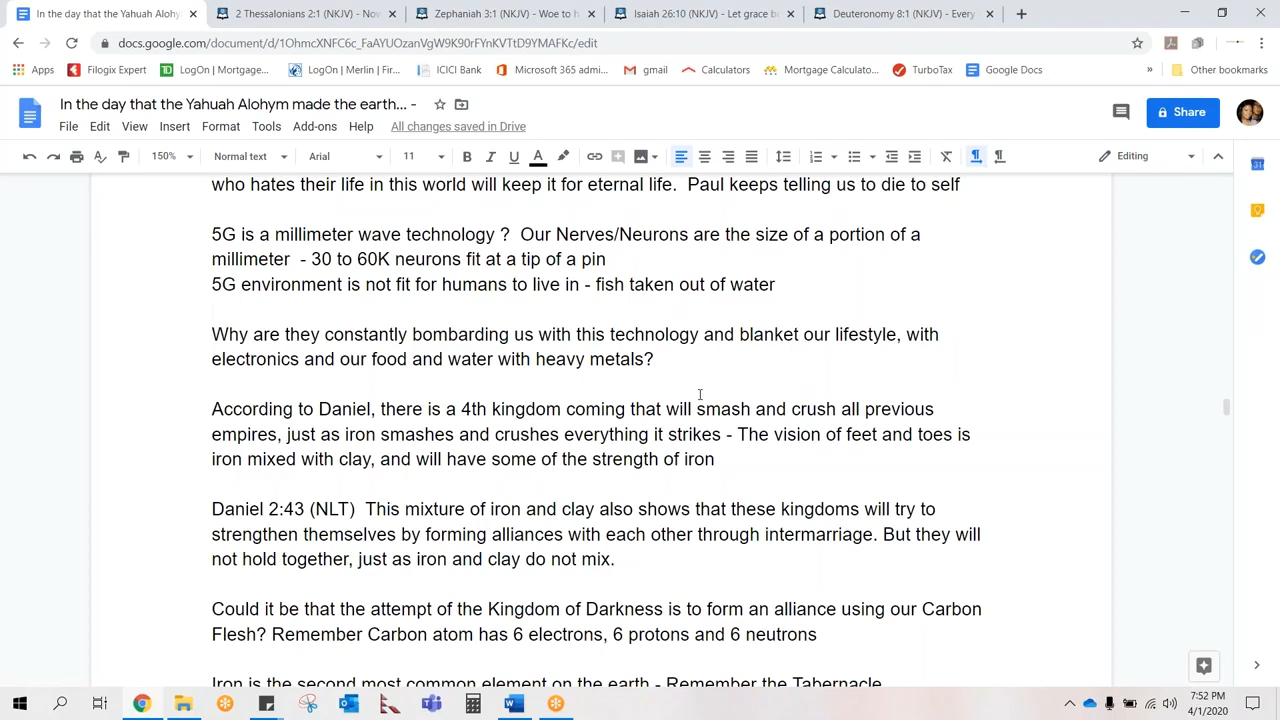 In the day that the Yahuah Alohym
2 Thessalonians 2:1 (NKJV) - Nov
Zephaniah 3:1 (NKJV) - Woe to h
Isaiah 26:10 (NKJV) - Let grace b
Deuteronomy 8:1 (NKJV) - Every
docs.google.com/document/d/1OhmcXNFC6c_FaAYUOzanVgW9K90rFYnKVTtD9YMAFKc/edit
Apps
Filogix Expert
LogOn | Mortgage...
LogOn | Merlin | Fir...
ICICI Bank
Microsoft 365 admi...
gmail
Calculators
Mortgage Calculato...
TurboTax
Google Docs
»
Other bookmarks
In the day that the Yahuah Alohym made the earth... -
File Edit View Insert Format Tools Add-ons Help All changes saved in Drive
Share
150% Normal text Arial 11 B I U A Editing
who hates their life in this world will keep it for eternal life. Paul keeps telling us to die to self
5G is a millimeter wave technology ? Our Nerves/Neurons are the size of a portion of a
millimeter - 30 to 60K neurons fit at a tip of a pin
5G environment is not fit for humans to live in - fish taken out of water
Why are they constantly bombarding us with this technology and blanket our lifestyle, with
electronics and our food and water with heavy metals?
According to Daniel, there is a 4th kingdom coming that will smash and crush all previous
empires, just as iron smashes and crushes everything it strikes - The vision of feet and toes is
iron mixed with clay, and will have some of the strength of iron
Daniel 2:43 (NLT) This mixture of iron and clay also shows that these kingdoms will try to
strengthen themselves by forming alliances with each other through intermarriage. But they will
not hold together, just as iron and clay do not mix.
Could it be that the attempt of the Kingdom of Darkness is to form an alliance using our Carbon
Flesh? Remember Carbon atom has 6 electrons, 6 protons and 6 neutrons
Iron is the second most common element on the earth - Remember the Tabernacle
7:52 PM
4/1/2020